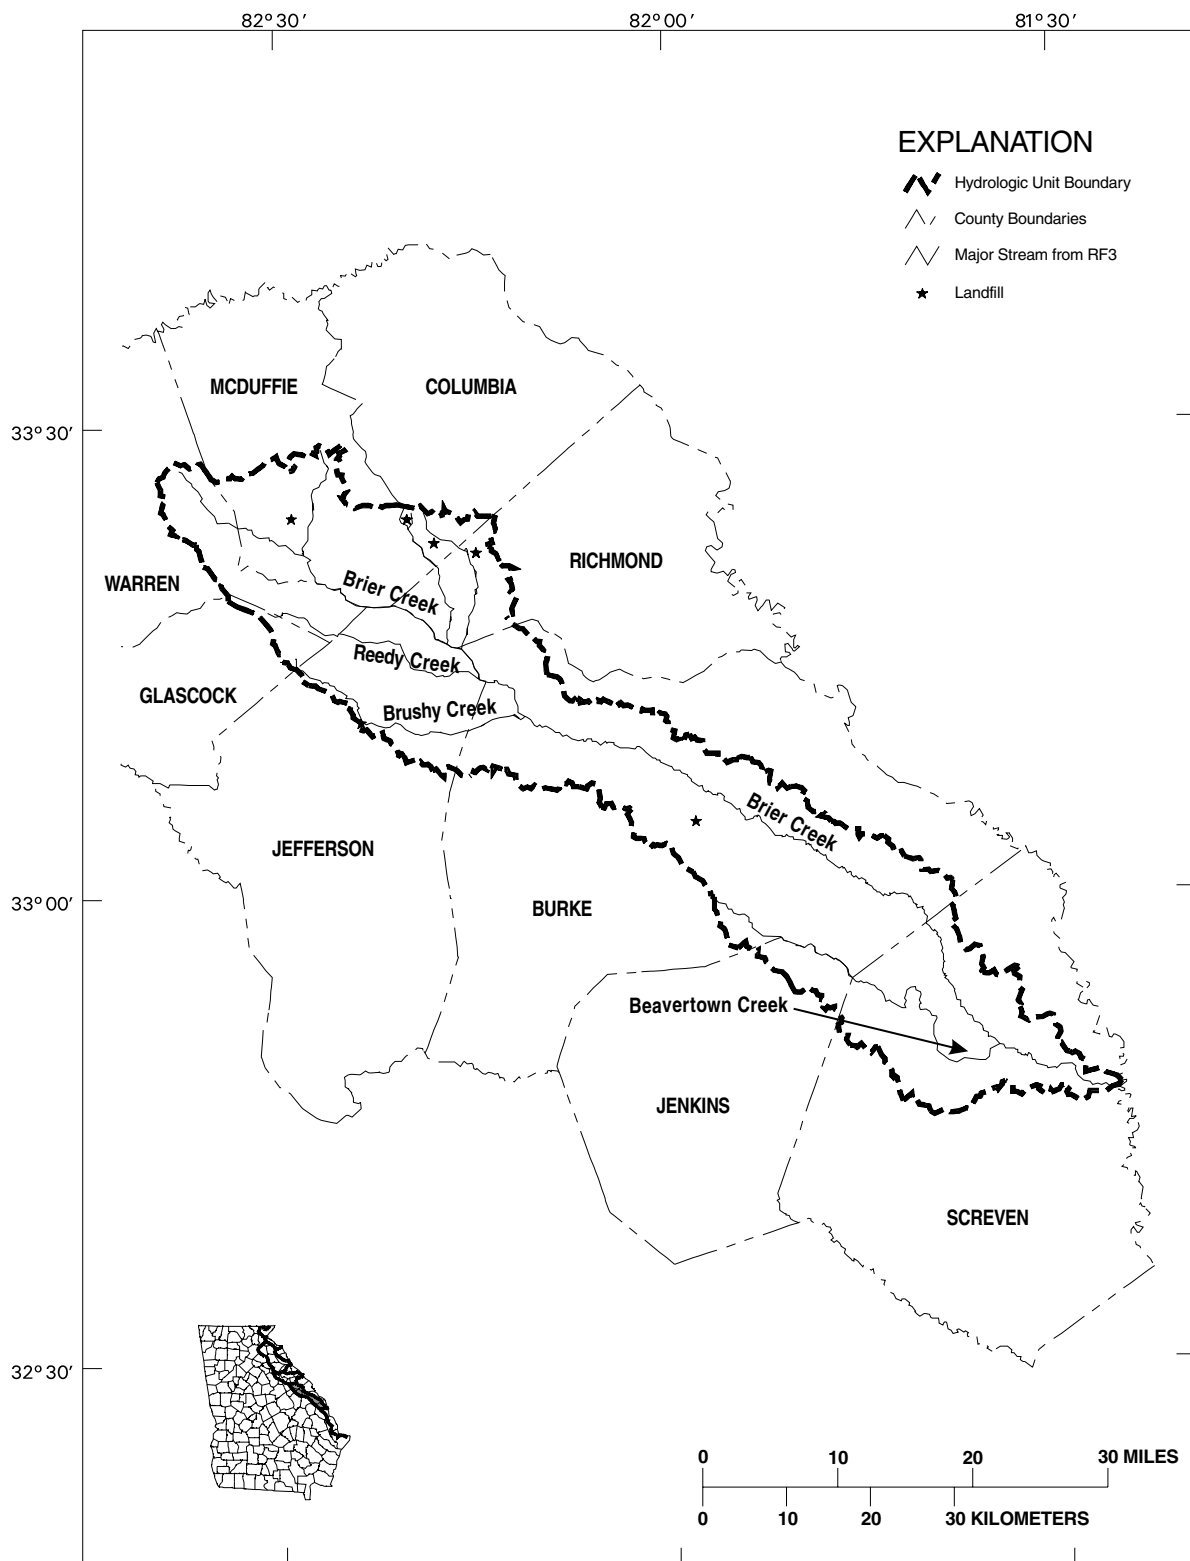 82°30′ 82°00′ 81°30′
EXPLANATION
Hydrologic Unit Boundary
County Boundaries
Major Stream from RF3
Landfill
MCDUFFIE COLUMBIA
33°30′
RICHMOND
WARREN
Brier Creek
Reedy Creek
GLASCOCK
Brushy Creek
Brier Creek
JEFFERSON
33°00′
BURKE
Beavertown Creek
JENKINS
SCREVEN
32°30′
0 10 20 30 MILES
0 10 20 30 KILOMETERS